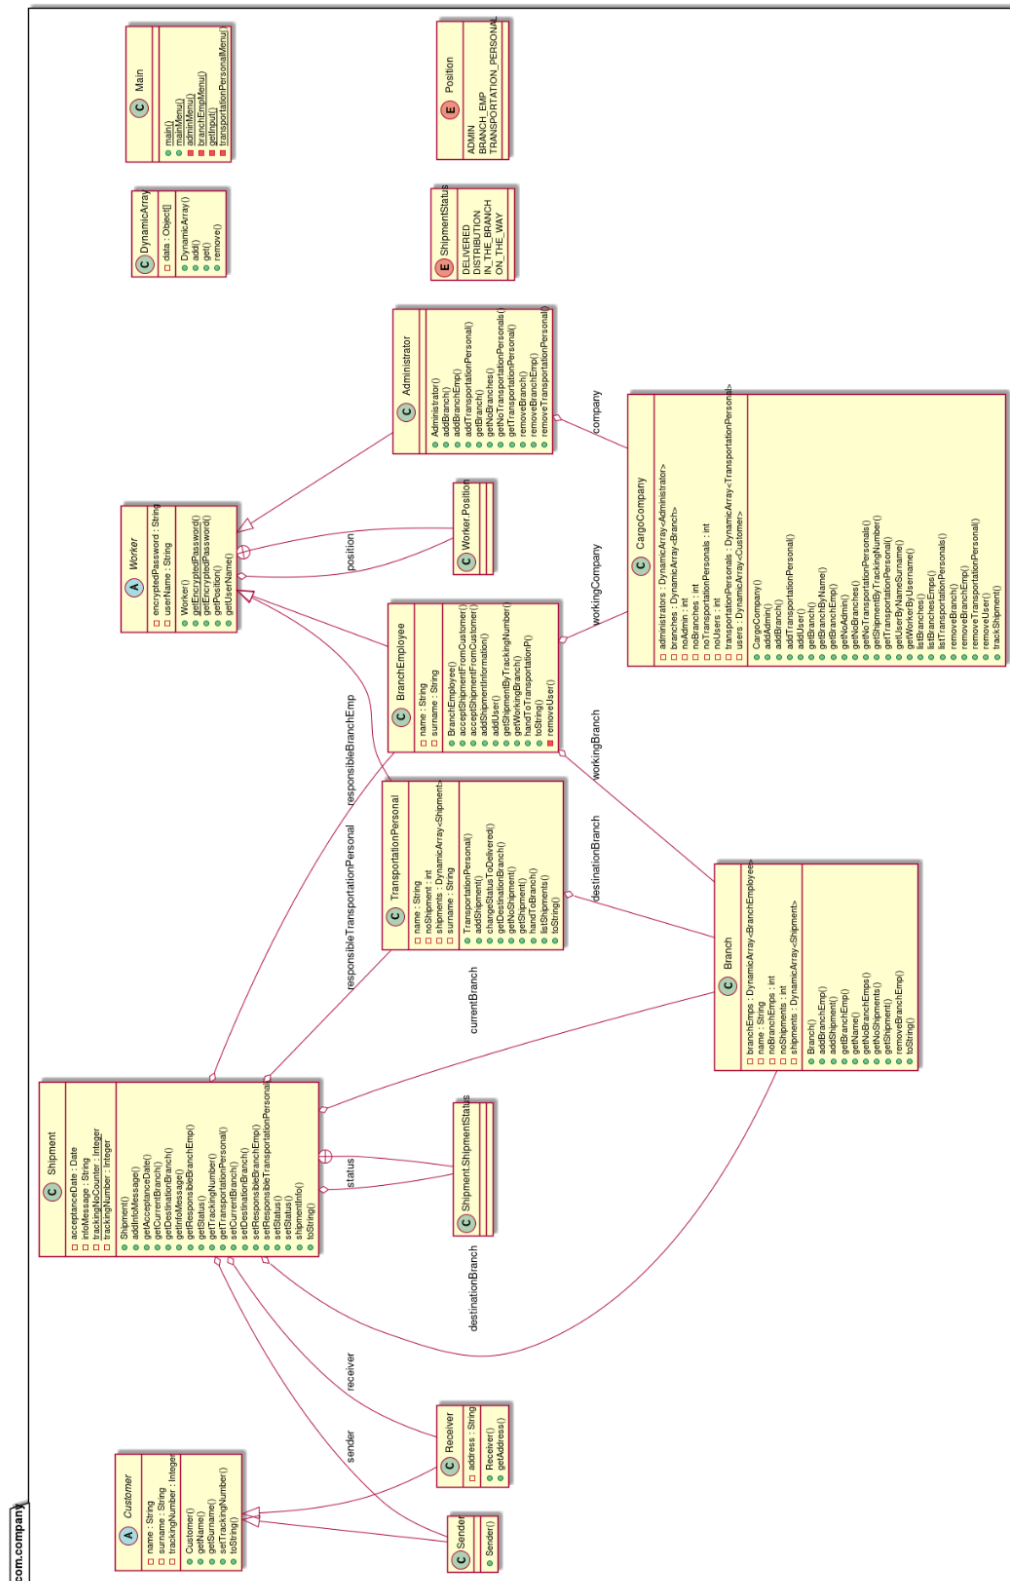 com.company
Customer
name : String
surname : String
trackingNumber : Integer
Customer()
getName()
getSurname()
setTrackingNumber()
toString()
Shipment
acceptanceDate : Date
infoMessage : String
trackingNoCounter : Integer
trackingNumber : Integer
Shipment()
addInfoMessage()
getAcceptanceDate()
getCurrentBranch()
getDestinationBranch()
getInfoMessage()
getResponsibleBranchEmp()
getStatus()
getTrackingNumber()
getTransportationPersonal()
setCurrentBranch()
setDestinationBranch()
setResponsibleBranchEmp()
setResponsibleTransportationPersonal
setStatus()
setStatus()
shipmentInfo()
toString()
Worker
encryptedPassword : String
userName : String
Worker()
getEncryptedPassword()
getEncryptedPassword()
getPosition()
getUserName()
DynamicArray
data : Object[]
DynamicArray()
add()
get()
remove()
Main
main()
mainMenu()
adminMenu()
branchEmpMenu()
getInput()
transportationPersonalMenu()
sender
receiver
status
responsibleTransportationPersonal
responsibleBranchEmp
position
Sender
Sender()
Receiver
address : String
Receiver()
getAddress()
destinationBranch
Shipment.ShipmentStatus
currentBranch
TransportationPersonal
name : String
noShipment : int
shipments : DynamicArray<Shipment>
surname : String
TransportationPersonal()
addShipment()
changeStatusToDelivered()
getDestinationBranch()
getNoShipment()
getShipment()
handToBranch()
listShipments()
toString()
BranchEmployee
name : String
surname : String
BranchEmployee()
acceptShipmentFromCustomer()
acceptShipmentFromCustomer()
addShipmentInformation()
addUser()
getShipmentByTrackingNumber()
getWorkingBranch()
handToTransportationP()
toString()
removeUser()
Worker.Position
Administrator
Administrator()
addBranch()
addBranchEmp()
addTransportationPersonal()
getBranch()
getNoBranches()
getNoTransportationPersonals()
getTransportationPersonal()
removeBranch()
removeBranchEmp()
removeTransportationPersonal()
ShipmentStatus
DELIVERED
DISTRIBUTION
IN_THE_BRANCH
ON_THE_WAY
Position
ADMIN
BRANCH_EMP
TRANSPORTATION_PERSONAL
destinationBranch
workingBranch
workingCompany
company
Branch
branchEmps : DynamicArray<BranchEmployee>
name : String
noBranchEmps : int
noShipments : int
shipments : DynamicArray<Shipment>
Branch()
addBranchEmp()
addShipment()
getBranchEmp()
getName()
getNoBranchEmps()
getNoShipments()
getShipment()
removeBranchEmp()
toString()
CargoCompany
administrators : DynamicArray<Administrator>
branches : DynamicArray<Branch>
noAdmin : int
noBranches : int
noTransportationPersonals : int
noUsers : int
transportationPersonals : DynamicArray<TransportationPersonal>
users : DynamicArray<Customer>
CargoCompany()
addAdmin()
addBranch()
addTransportationPersonal()
addUser()
getBranch()
getBranchByName()
getBranchEmp()
getNoAdmin()
getNoBranches()
getNoTransportationPersonals()
getShipmentByTrackingNumber()
getTransportationPersonal()
getUserByNameSurname()
getWorkerByUsername()
listBranches()
listBranchesEmps()
listTransportationPersonals()
removeBranch()
removeBranchEmp()
removeTransportationPersonal()
removeUser()
trackShipment()